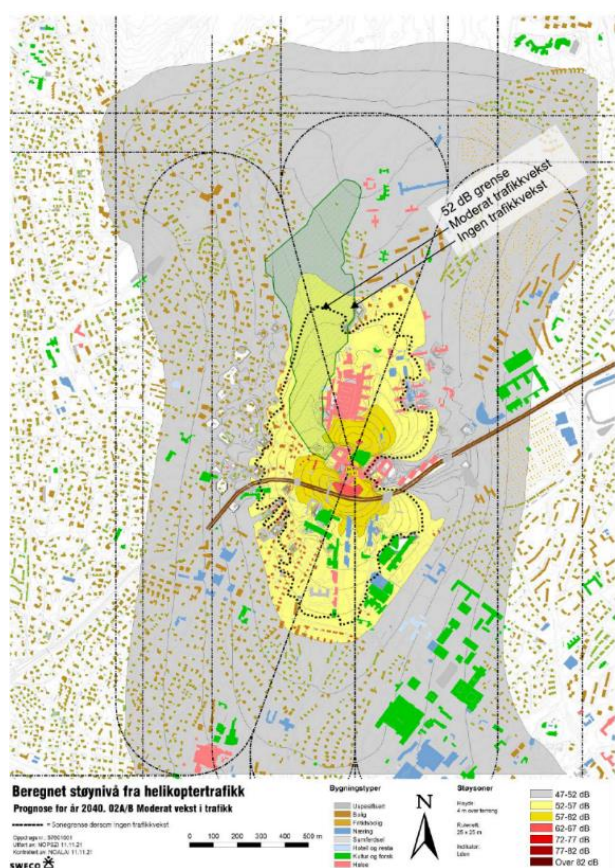 52 dB grense
Moderat trafikkvekst
Ingen trafikkvekst
Beregnet støynivå fra helikoptertrafikk
Prognose for år 2040. 02A/B Moderat vekst i trafikk
Sonegrense dersom ingen trafikkvekst
SWECO
0 100 200 300 400 500 m
Bygningstyper
Uspesifisert
Bolig
Fritidsbolig
Næring
Samferdsel
Hotell og resta
Kultur og forsk
Helse
N
Støysoner
Høyde:
4 m over terreng
Rutenett:
25 x 25 m
Indikator:
Lden
47-52 dB
52-57 dB
57-62 dB
62-67 dB
72-77 dB
77-82 dB
Over 82 dB